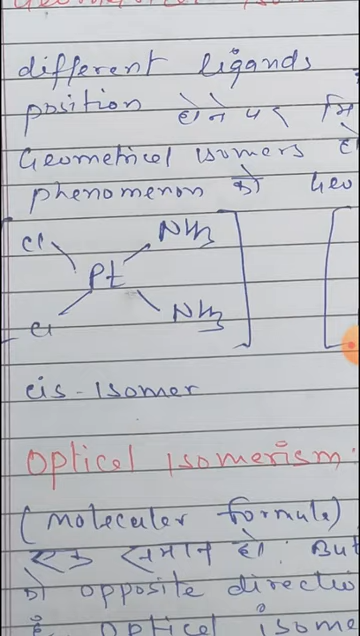 different ligands
position होने पर
Geometrical isomers
phenomenon को Geo
Cl NH3
Pt
Cl NH3
cis-Isomer
Optical Isomerism.
(molecular formula)
एक समान हो. But
को opposite directio
optical isome